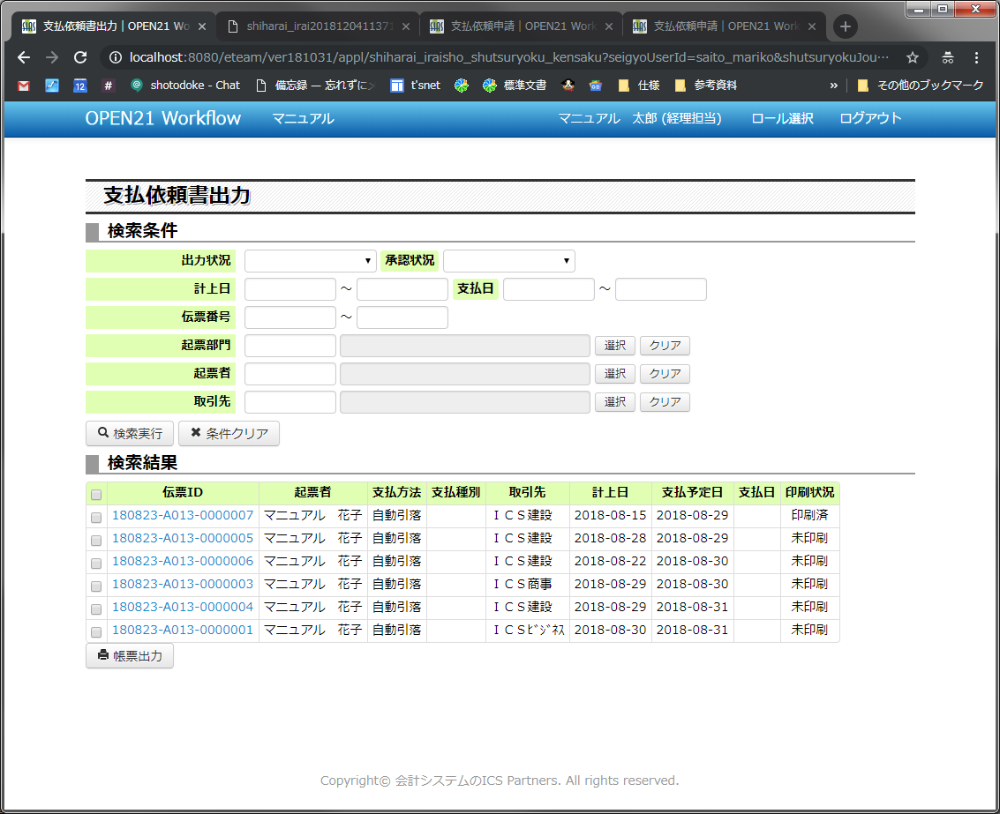 支払依頼書出力 | OPEN21 Wo
shiharai_irai2018120411371
支払依頼申請 | OPEN21 Work
支払依頼申請 | OPEN21 Work
localhost:8080/eteam/ver181031/appl/shiharai_iraisho_shutsuryoku_kensaku?seigyoUserId=saito_mariko&shutsuryokuJou…
12 # shotodoke - Chat 備忘録 — 忘れずに t'snet 標準文書 仕様 参考資料 » その他のブックマーク
OPEN21 Workflow マニュアル マニュアル 太郎 (経理担当) ロール選択 ログアウト
支払依頼書出力
検索条件
出力状況 承認状況
計上日 ～ 支払日 ～
伝票番号 ～
起票部門 選択 クリア
起票者 選択 クリア
取引先 選択 クリア
検索実行 条件クリア
検索結果
伝票ID 起票者 支払方法 支払種別 取引先 計上日 支払予定日 支払日 印刷状況
180823-A013-0000007 マニュアル　花子 自動引落 ＩＣＳ建設 2018-08-15 2018-08-29 印刷済
180823-A013-0000005 マニュアル　花子 自動引落 ＩＣＳ建設 2018-08-28 2018-08-29 未印刷
180823-A013-0000006 マニュアル　花子 自動引落 ＩＣＳ建設 2018-08-22 2018-08-30 未印刷
180823-A013-0000003 マニュアル　花子 自動引落 ＩＣＳ商事 2018-08-29 2018-08-30 未印刷
180823-A013-0000004 マニュアル　花子 自動引落 ＩＣＳ建設 2018-08-29 2018-08-31 未印刷
180823-A013-0000001 マニュアル　花子 自動引落 ＩＣＳﾋﾞｼﾞﾈｽ 2018-08-30 2018-08-31 未印刷
帳票出力
Copyright© 会計システムのICS Partners. All rights reserved.